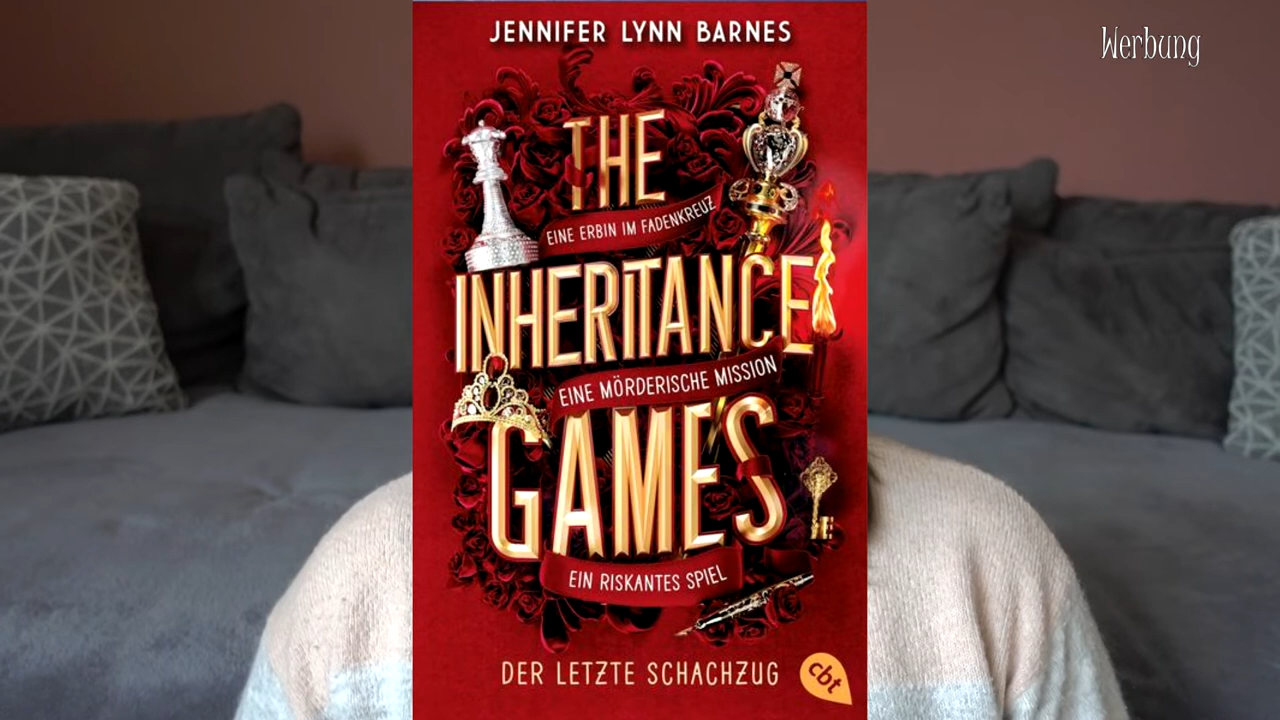 JENNIFER LYNN BARNES
Werbung
THE
EINE ERBIN IM FADENKREUZ
INHERITANCE
EINE MÖRDERISCHE MISSION
GAMES
EIN RISKANTES SPIEL
DER LETZTE SCHACHZUG
cbt